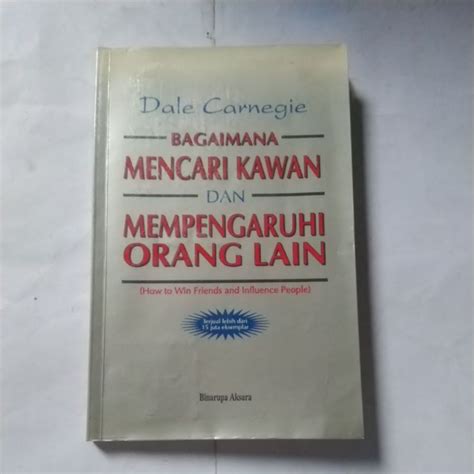 Dale Carnegie
BAGAIMANA
MENCARI KAWAN
DAN
MEMPENGARUHI
ORANG LAIN
(How to Win Friends and Influence People)
Terjual lebih dari
15 juta eksemplar
Binarupa Aksara